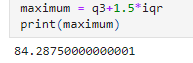 maximum = q3+1.5*iqr
print(maximum)
84.28750000000001